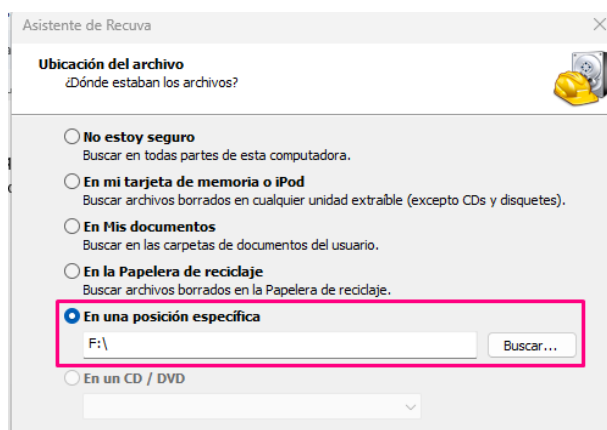 Asistente de Recuva
Ubicación del archivo
¿Dónde estaban los archivos?
No estoy seguro
Buscar en todas partes de esta computadora.
En mi tarjeta de memoria o iPod
Buscar archivos borrados en cualquier unidad extraíble (excepto CDs y disquetes).
En Mis documentos
Buscar en las carpetas de documentos del usuario.
En la Papelera de reciclaje
Buscar archivos borrados en la Papelera de reciclaje.
En una posición específica
F:\ Buscar...
En un CD / DVD